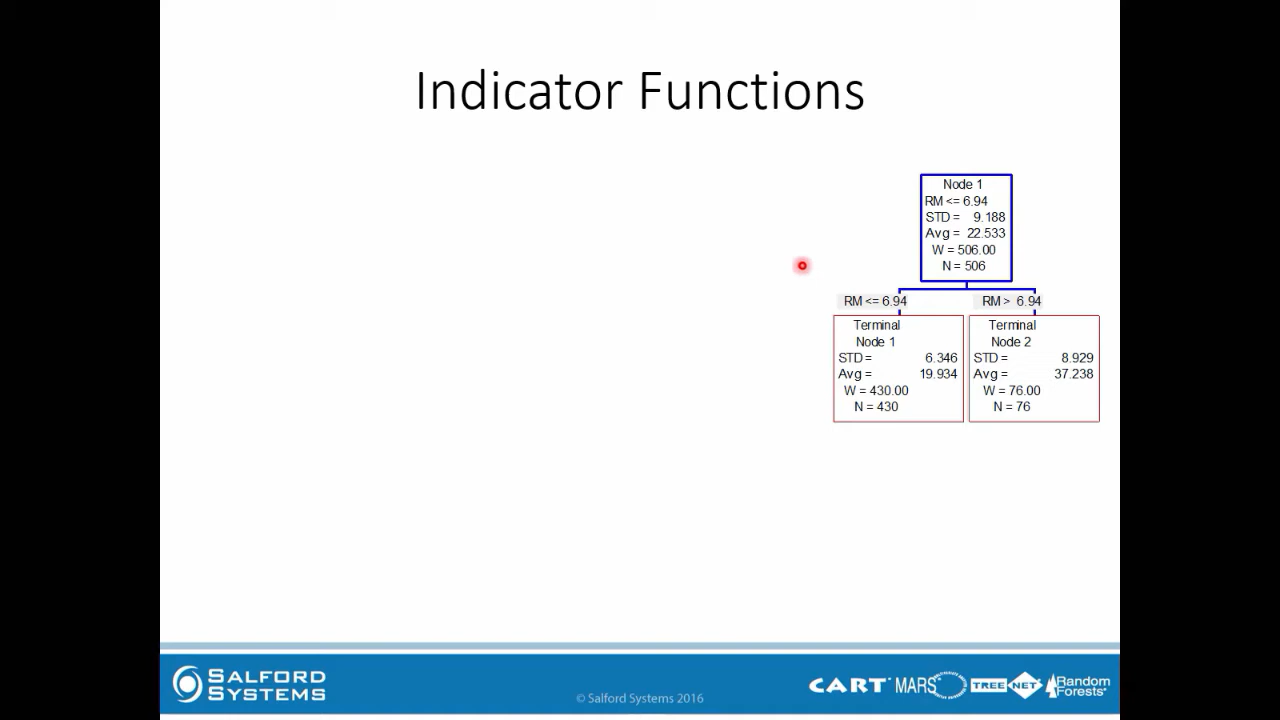 Indicator Functions
Node 1
RM <= 6.94
STD = 9.188
Avg = 22.533
W = 506.00
N = 506
RM <= 6.94
RM > 6.94
Terminal
Node 1
STD = 6.346
Avg = 19.934
W = 430.00
N = 430
Terminal
Node 2
STD = 8.929
Avg = 37.238
W = 76.00
N = 76
SALFORD
SYSTEMS
© Salford Systems 2016
CART®
MARS
TREE NET
Random
Forests®